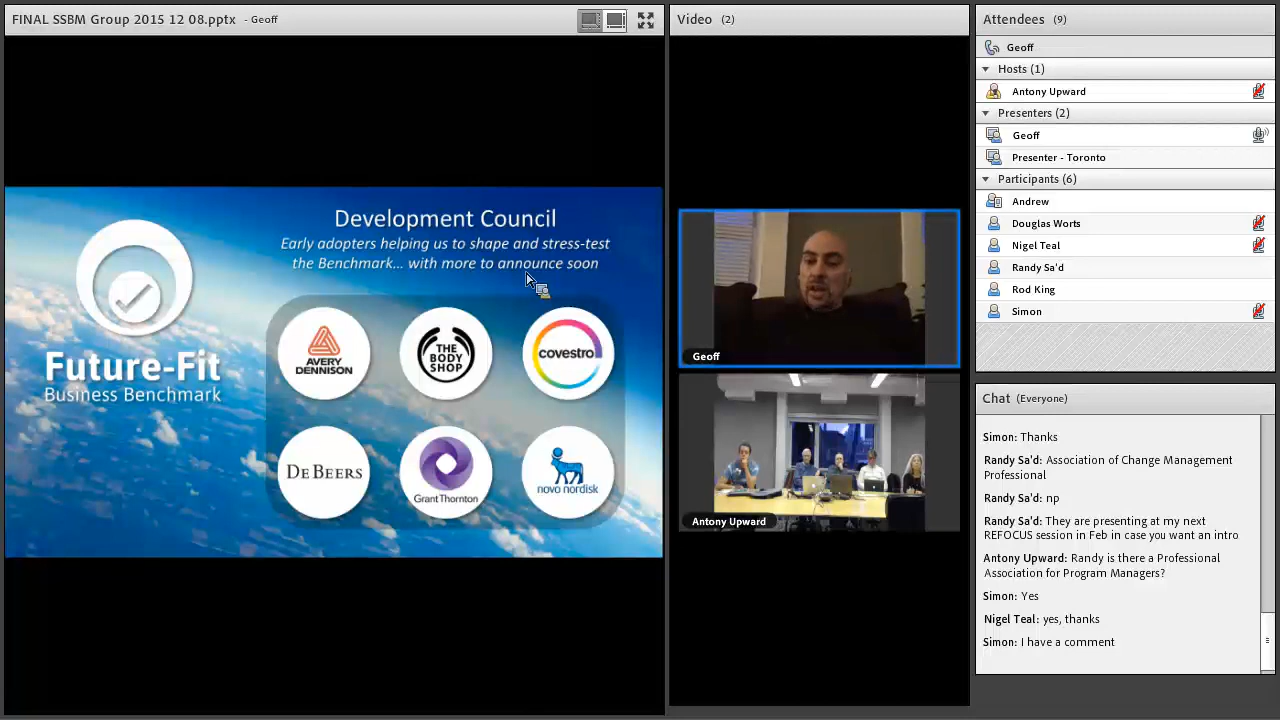 FINAL SSBM Group 2015 12 08.pptx - Geoff
Development Council
Early adopters helping us to shape and stress-test
the Benchmark... with more to announce soon
Future-Fit
Business Benchmark
AVERY
DENNISON
THE
BODY
SHOP
covestro
DE BEERS
Grant Thornton
novo nordisk
Video (2)
Geoff
Antony Upward
Attendees (9)
Geoff
Hosts (1)
Antony Upward
Presenters (2)
Geoff
Presenter - Toronto
Participants (6)
Andrew
Douglas Worts
Nigel Teal
Randy Sa'd
Rod King
Simon
Chat (Everyone)
Simon: Thanks
Randy Sa'd: Association of Change Management
Professional
Randy Sa'd: np
Randy Sa'd: They are presenting at my next
REFOCUS session in Feb in case you want an intro
Antony Upward: Randy is there a Professional
Association for Program Managers?
Simon: Yes
Nigel Teal: yes, thanks
Simon: I have a comment